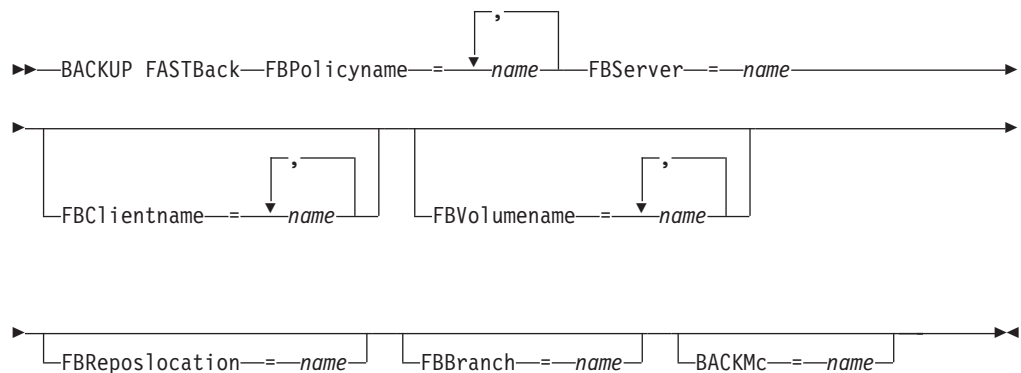 ,
BACKUP FASTBack FBPolicyname = name FBServer = name
, ,
FBClientname = name FBVolumename = name
FBReposlocation = name FBBranch = name BACKMc = name